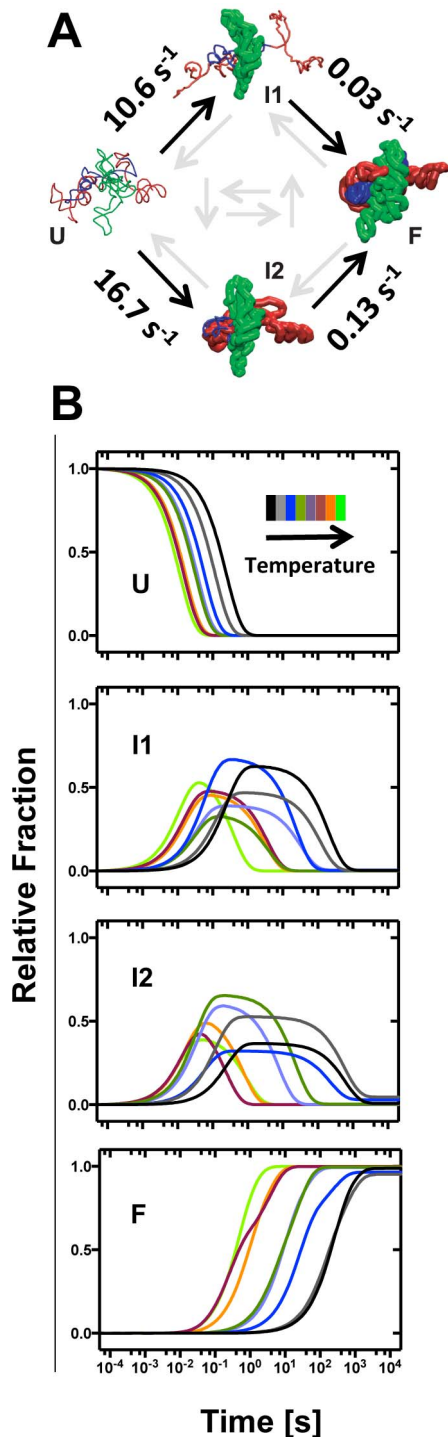 A
10.6 s⁻¹
I1
0.03 s⁻¹
U
F
I2
16.7 s⁻¹
0.13 s⁻¹
B
1.0
0.5
0.0
Temperature
U
1.0
0.5
0.0
I1
1.0
0.5
0.0
I2
1.0
0.5
0.0
F
Relative Fraction
10⁻⁴ 10⁻³ 10⁻² 10⁻¹ 10⁰ 10¹ 10² 10³ 10⁴
Time [s]